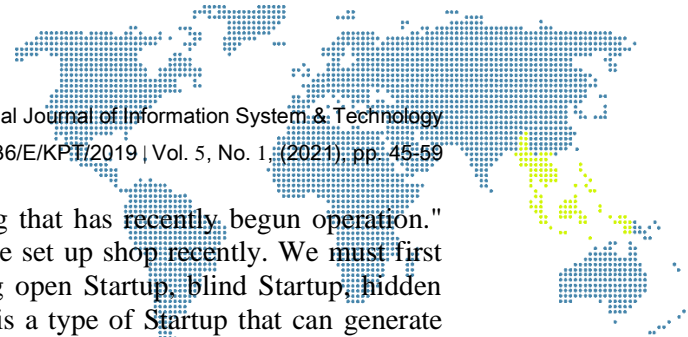 al Journal of Information System & Technology
36/E/KPT/2019 | Vol. 5, No. 1, (2021), pp. 45-59
g that has recently begun operation."
e set up shop recently. We must first
g open Startup, blind Startup, hidden
is a type of Startup that can generate